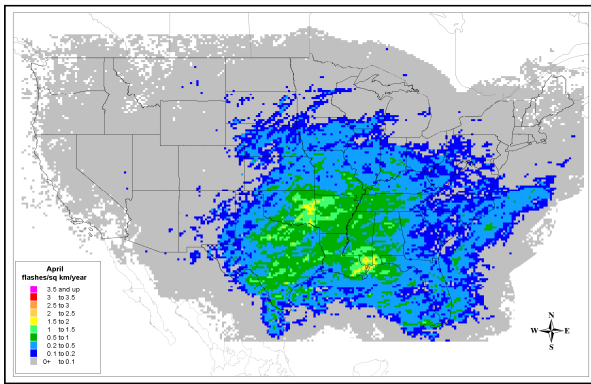 April
flashes/sq km/year
3.5 and up
3 to 3.5
2.5 to 3
2 to 2.5
1.5 to 2
1 to 1.5
0.5 to 1
0.2 to 0.5
0.1 to 0.2
0+ to 0.1
N
W E
S